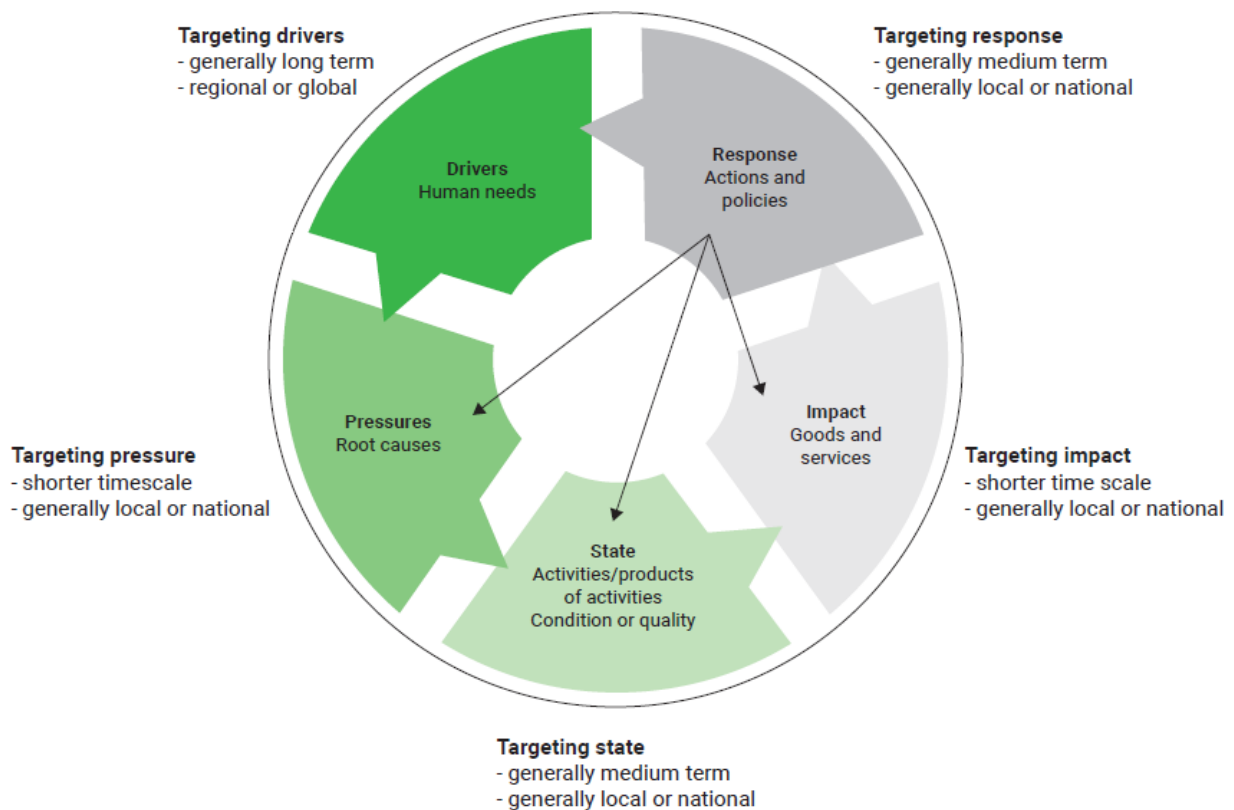 Targeting drivers
- generally long term
- regional or global
Targeting response
- generally medium term
- generally local or national
Drivers
Human needs
Response
Actions and
policies
Pressures
Root causes
Impact
Goods and
services
Targeting pressure
- shorter timescale
- generally local or national
Targeting impact
- shorter time scale
- generally local or national
State
Activities/products
of activities
Condition or quality
Targeting state
- generally medium term
- generally local or national